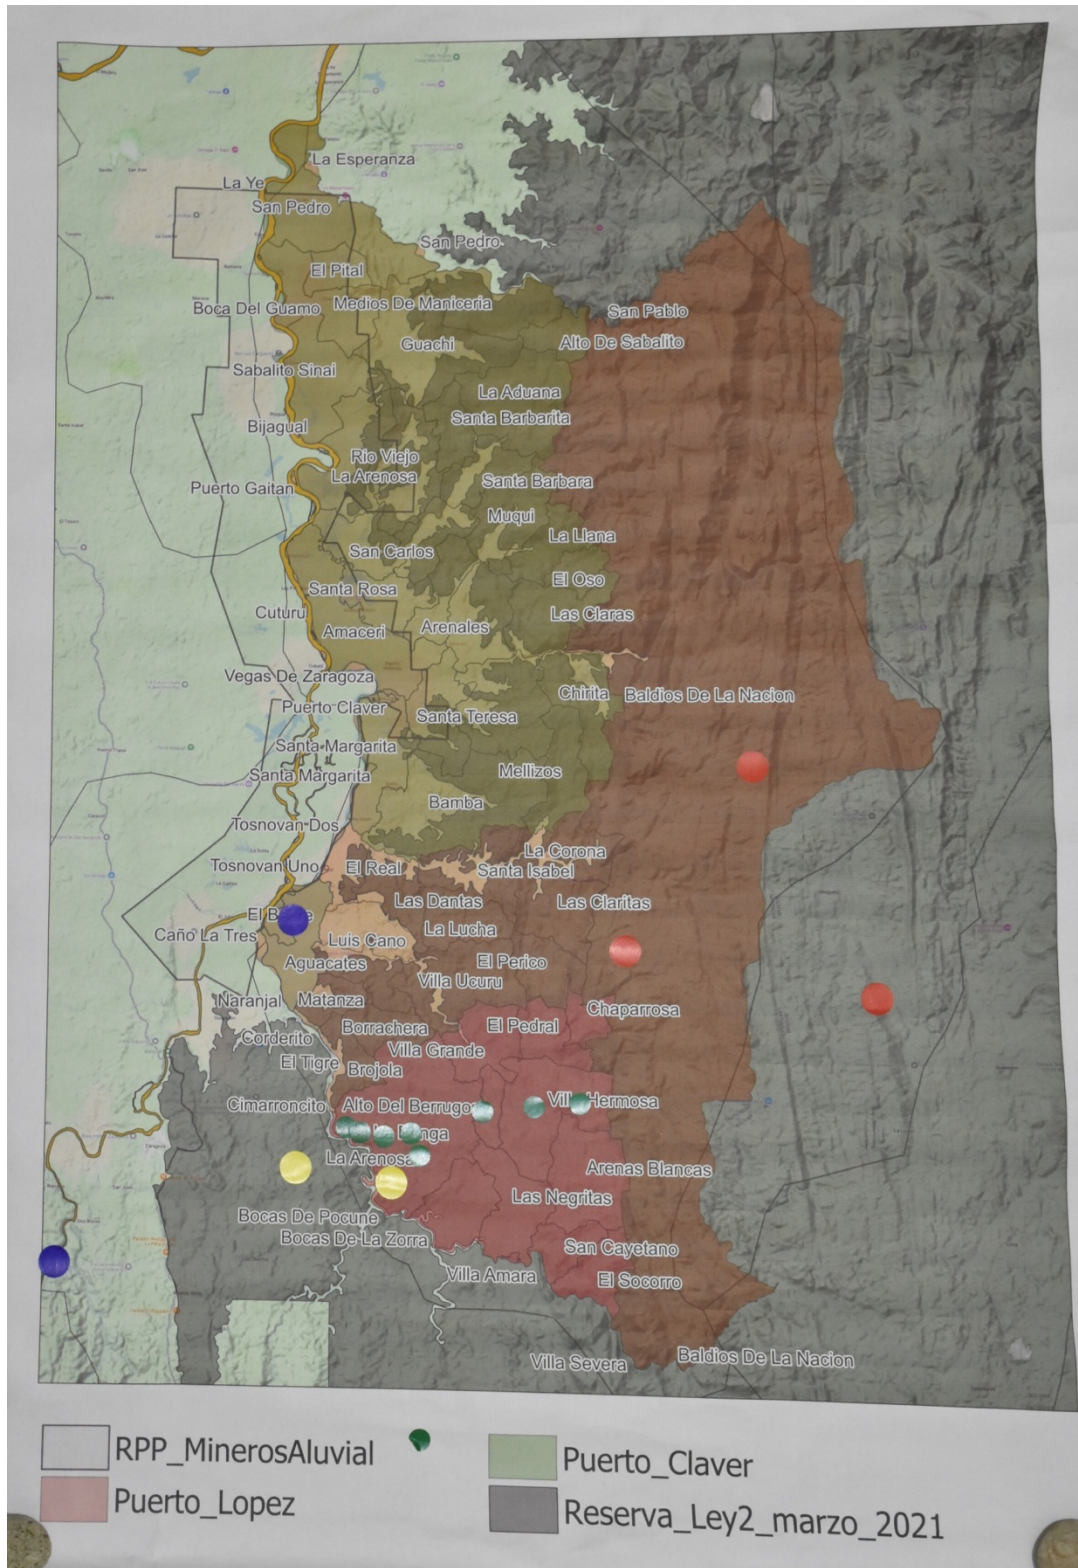 La Esperanza
La Ye
San Pedro
San Pedro
El Pital
Boca Del Guamo
Medios De Maniceria
San Pablo
Guachi
Alto De Sabalito
Sabalito Sinai
La Aduana
Santa Barbarita
Bijagual
Rio Viejo
La Arenosa
Santa Barbara
Puerto Gaitan
Muqui
La Llana
San Carlos
El Oso
Santa Rosa
Cuturu
Las Claras
Amaceri
Arenales
Vegas De Zaragoza
Chirita
Baldios De La Nacion
Puerto Claver
Santa Teresa
Santa Margarita
Santa Margarita
Mellizos
Bamba
Tosnovan Dos
La Corona
Tosnovan Uno
El Real
Santa Isabel
Las Dantas
Las Claritas
El
Caño La Tres
Luis Cano
La Lucha
Aguacates
El Perico
Villa Ucuru
Naranjal
Matanza
Chaparrosa
Borrachera
El Pedral
Corderito
Villa Grande
El Tigre
Brojola
Cimarroncito
Alto Del Berrugo
Hermosa
La Arenosa
Arenas Blancas
Las Negritas
Bocas De Pocune
Bocas De La Zorra
San Cayetano
Villa Amara
El Socorro
Villa Severa
Baldios De La Nacion
RPP_MinerosAluvial
Puerto_Claver
Puerto_Lopez
Reserva_Ley2_marzo_2021